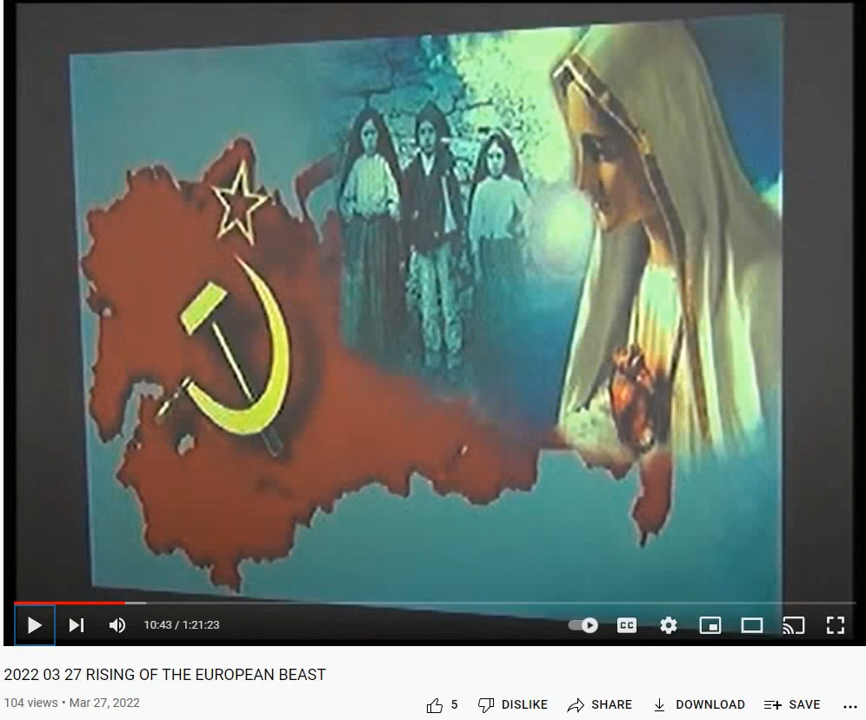 10:43 / 1:21:23
CC
2022 03 27 RISING OF THE EUROPEAN BEAST
104 views • Mar 27, 2022
5 DISLIKE SHARE DOWNLOAD SAVE